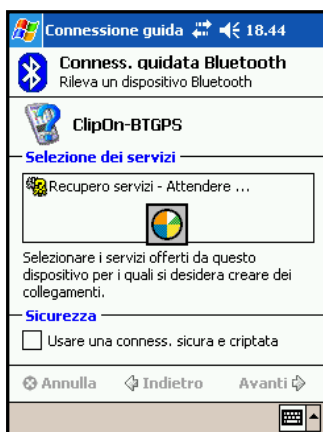 Connessione guida 18.44
Conness. guidata Bluetooth
Rileva un dispositivo Bluetooth
ClipOn-BTGPS
Selezione dei servizi
Recupero servizi - Attendere ...
Selezionare i servizi offerti da questo
dispositivo per i quali si desidera creare dei
collegamenti.
Sicurezza
Usare una conness. sicura e criptata
Annulla Indietro Avanti